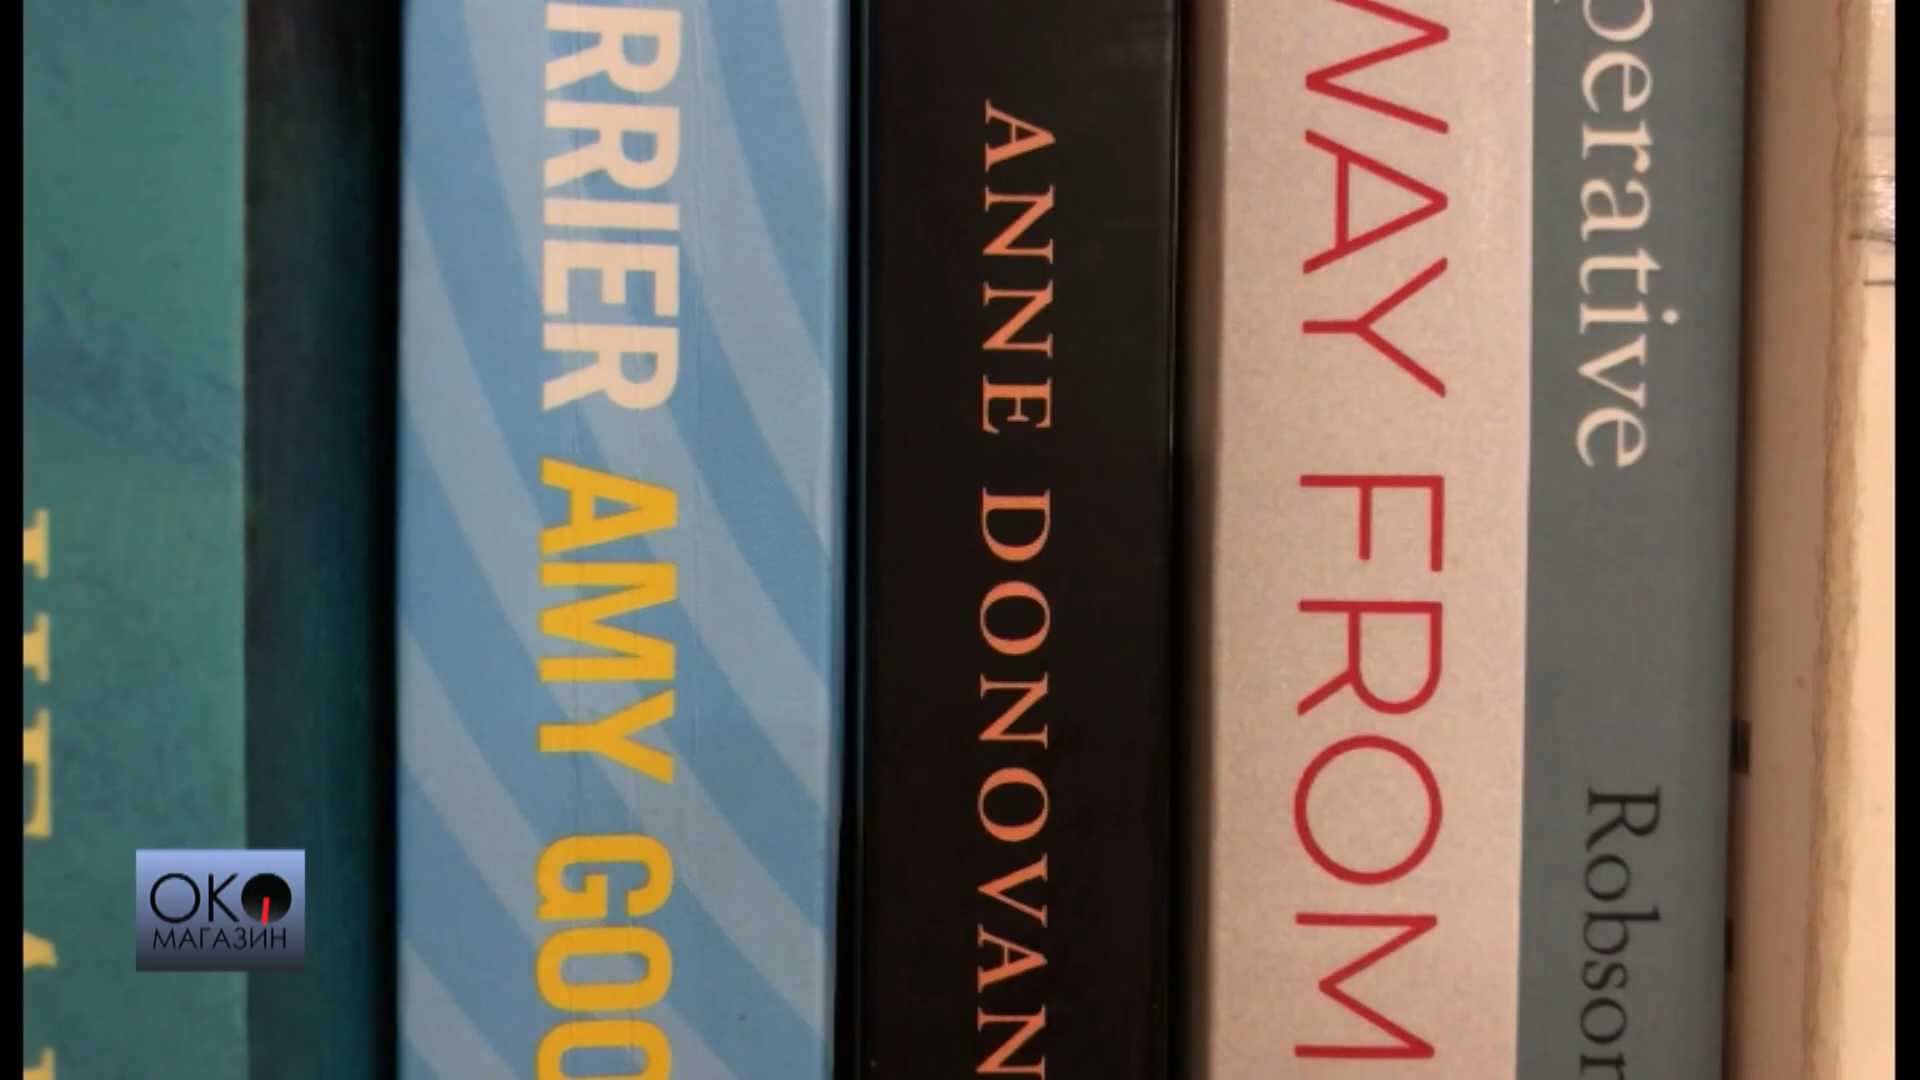 RRIER AMY GOO
ANNE DONOVAN
WAY FROM
perative
Robson
ОКО
МАГАЗИН